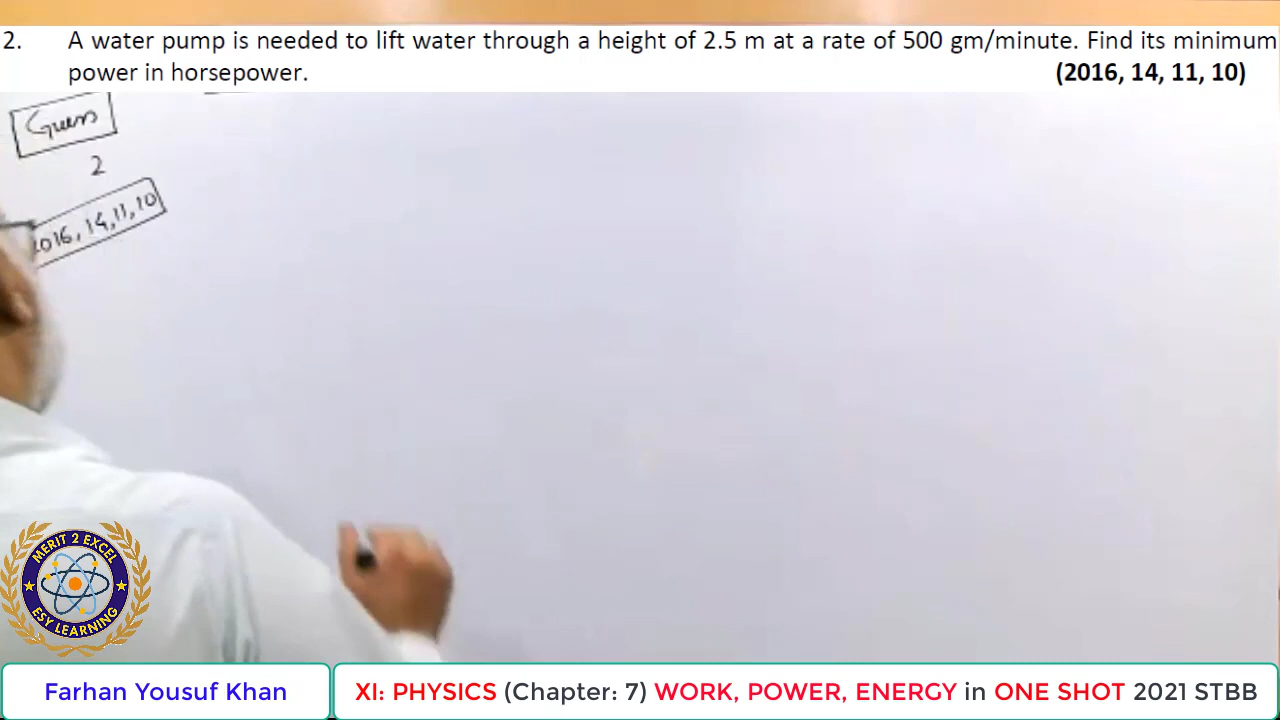 2. A water pump is needed to lift water through a height of 2.5 m at a rate of 500 gm/minute. Find its minimum
power in horsepower. (2016, 14, 11, 10)
Guess
2
2016, 14, 11, 10
MERIT 2 EXCEL
ESY LEARNING
Farhan Yousuf Khan
XI: PHYSICS (Chapter: 7) WORK, POWER, ENERGY in ONE SHOT 2021 STBB